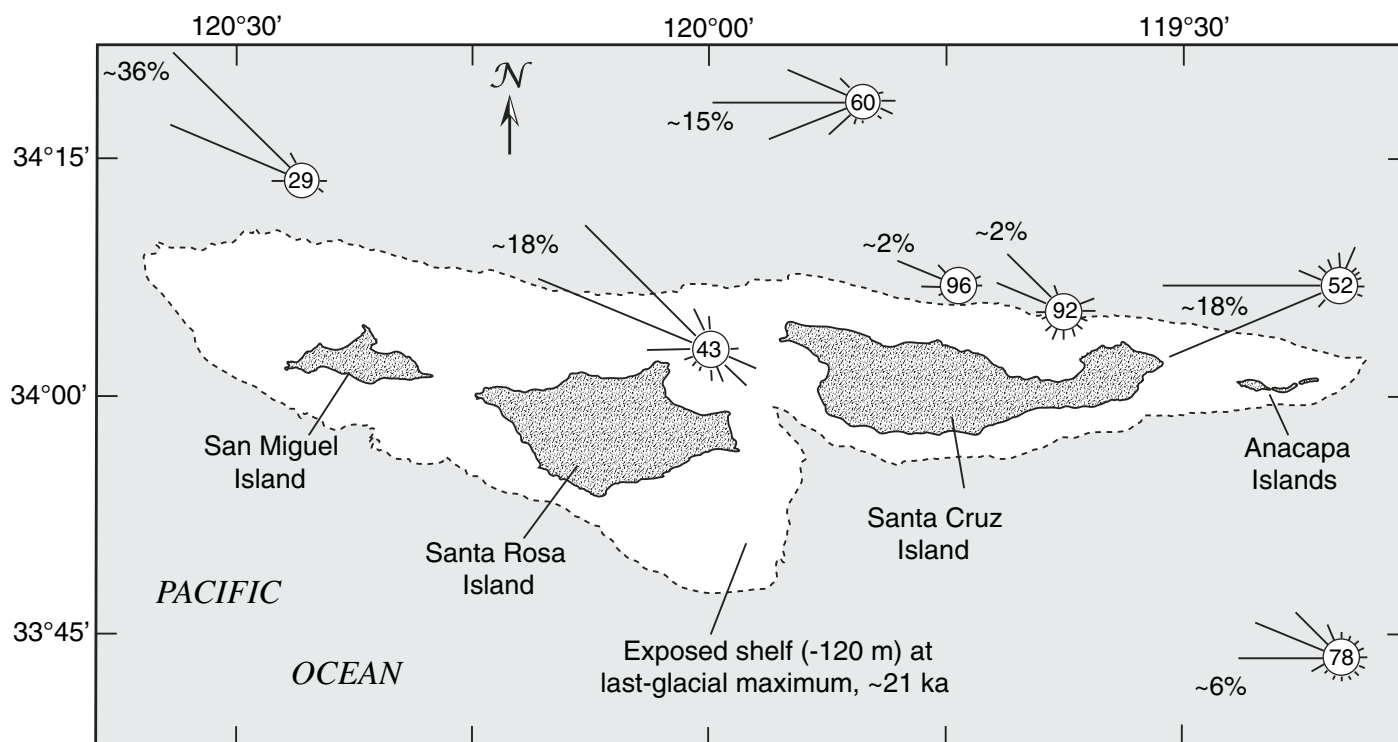 120°30’
120°00’
119°30’
~36%
N
60
~15%
34°15’
29
~18%
~2%
~2%
96
52
92
~18%
43
34°00’
San Miguel
Island
Anacapa
Islands
Santa Cruz
Island
Santa Rosa
Island
PACIFIC
33°45’
OCEAN
Exposed shelf (-120 m) at
last-glacial maximum, ~21 ka
78
~6%